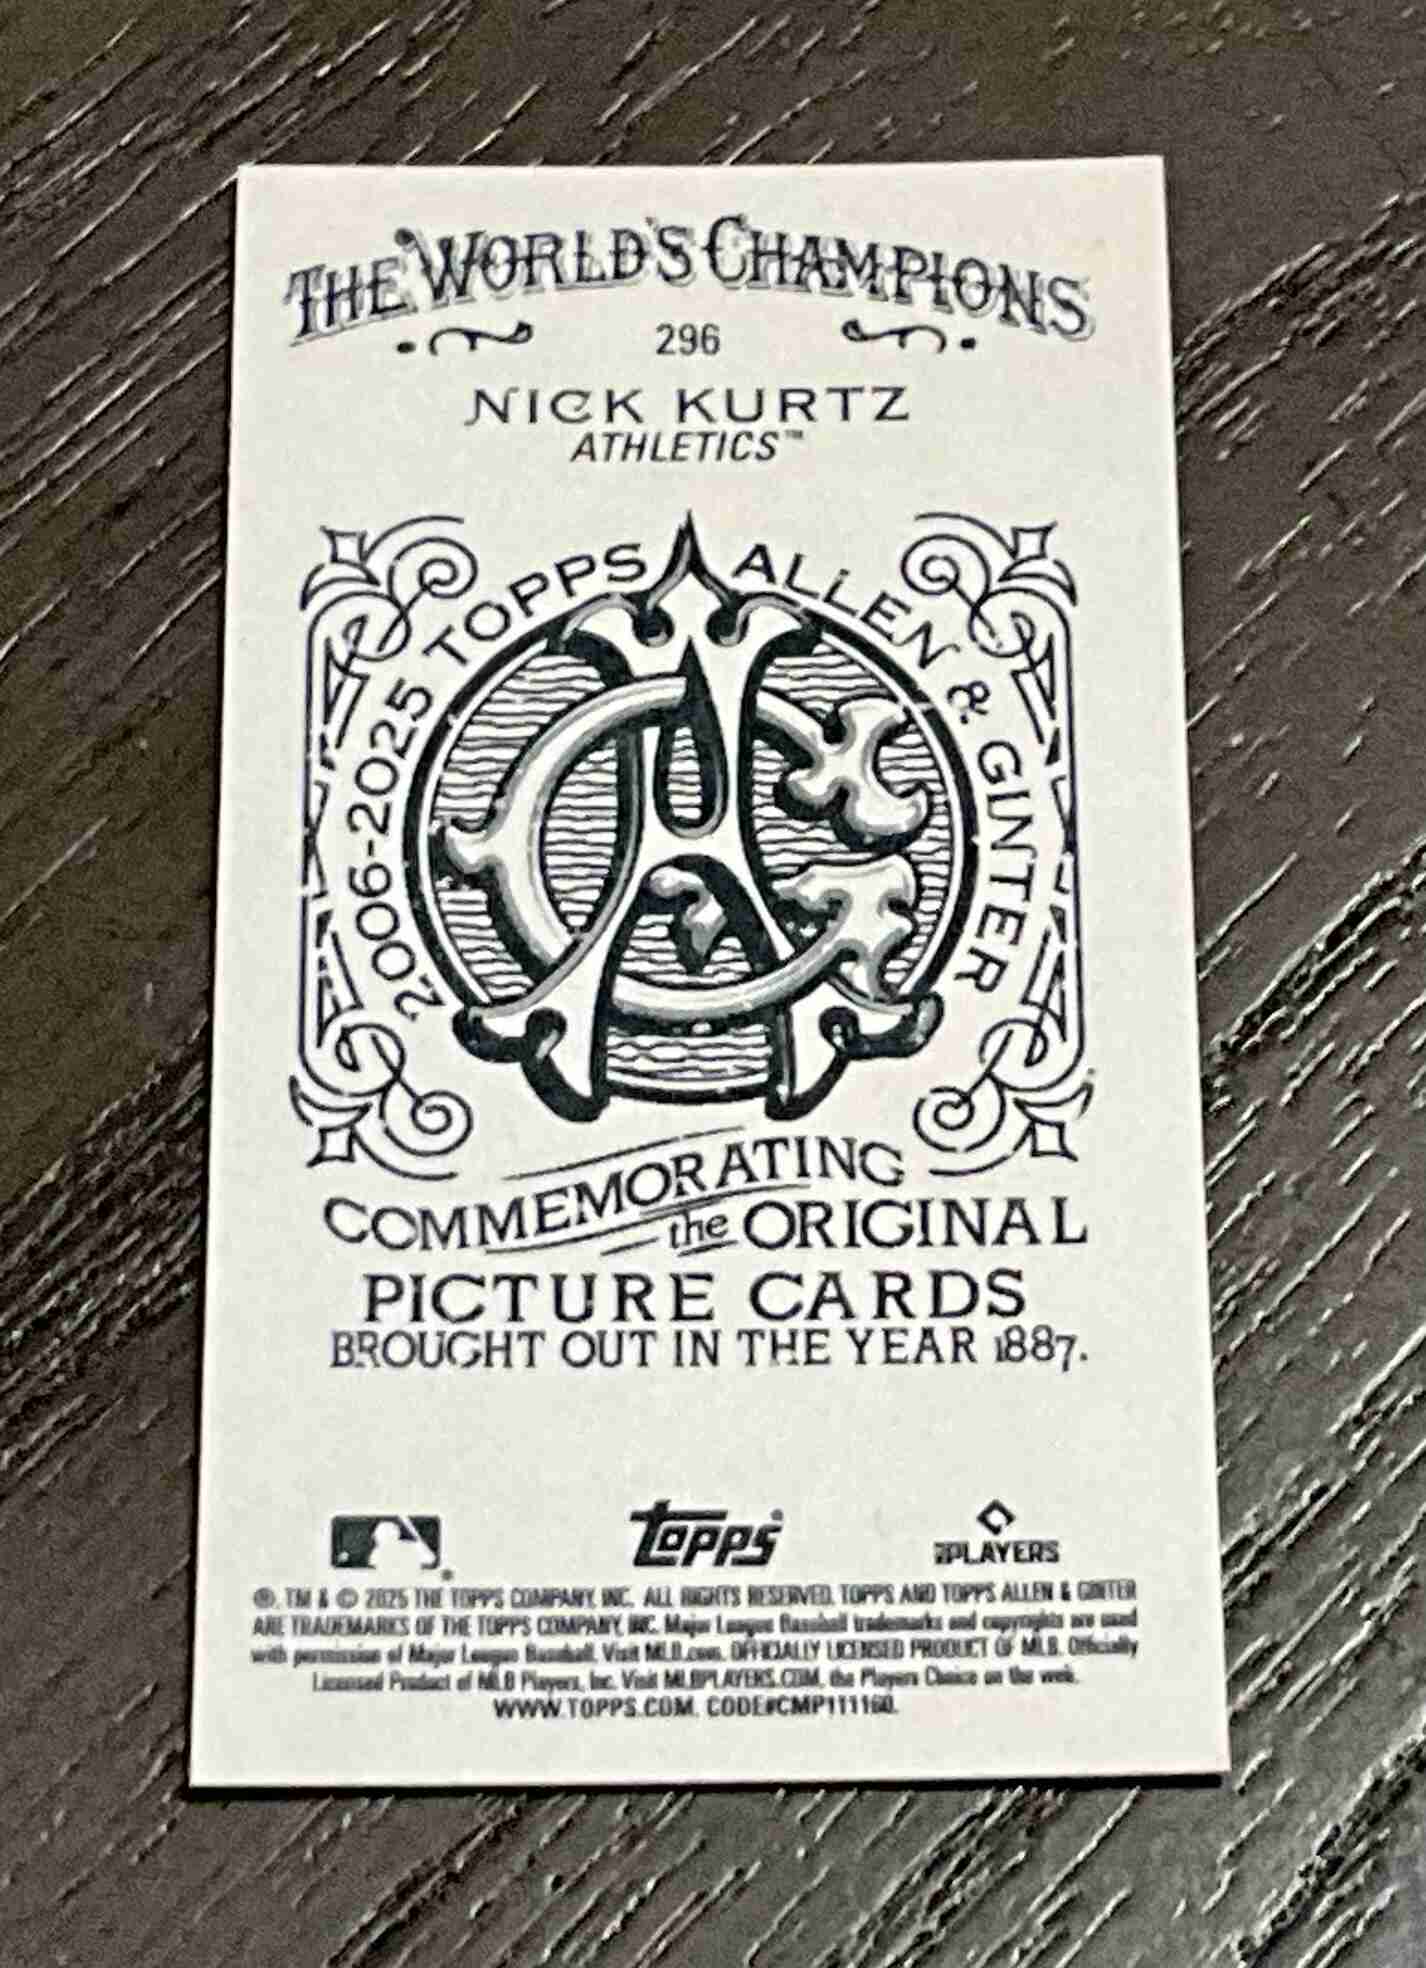 THE WORLD'S CHAMPIONS
296
NICK KURTZ
ATHLETICS™
2006-2025 TOPPS ALLEN & GINTER
AG
COMMEMORATING
the ORIGINAL
PICTURE CARDS
BROUGHT OUT IN THE YEAR 1887.
topps
MLBPLAYERS
®, TM & © 2025 THE TOPPS COMPANY, INC. ALL RIGHTS RESERVED. TOPPS AND TOPPS ALLEN & GINTER
ARE TRADEMARKS OF THE TOPPS COMPANY, INC. Major League Baseball trademarks and copyrights are used
with permission of Major League Baseball. Visit MLB.com. OFFICIALLY LICENSED PRODUCT OF MLB. Officially
Licensed Product of MLB Players, Inc. Visit MLBPLAYERS.COM, the Players Choice on the web.
WWW.TOPPS.COM. CODE#CMP111160.